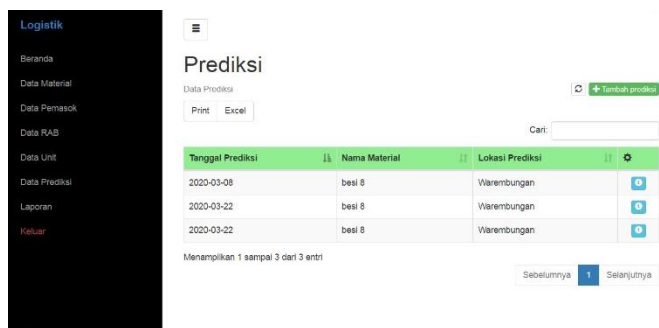 Logistik
Beranda
Data Material
Data Pemasok
Data RAB
Data Unit
Data Prediksi
Laporan
Keluar
Prediksi
Data Prediksi
Tambah prediksi
Print Excel
Cari:
Tanggal Prediksi Nama Material Lokasi Prediksi
2020-03-08 besi 8 Warembungan
2020-03-22 besi 8 Warembungan
2020-03-22 besi 8 Warembungan
Menampilkan 1 sampai 3 dari 3 entri
Sebelumnya 1 Selanjutnya